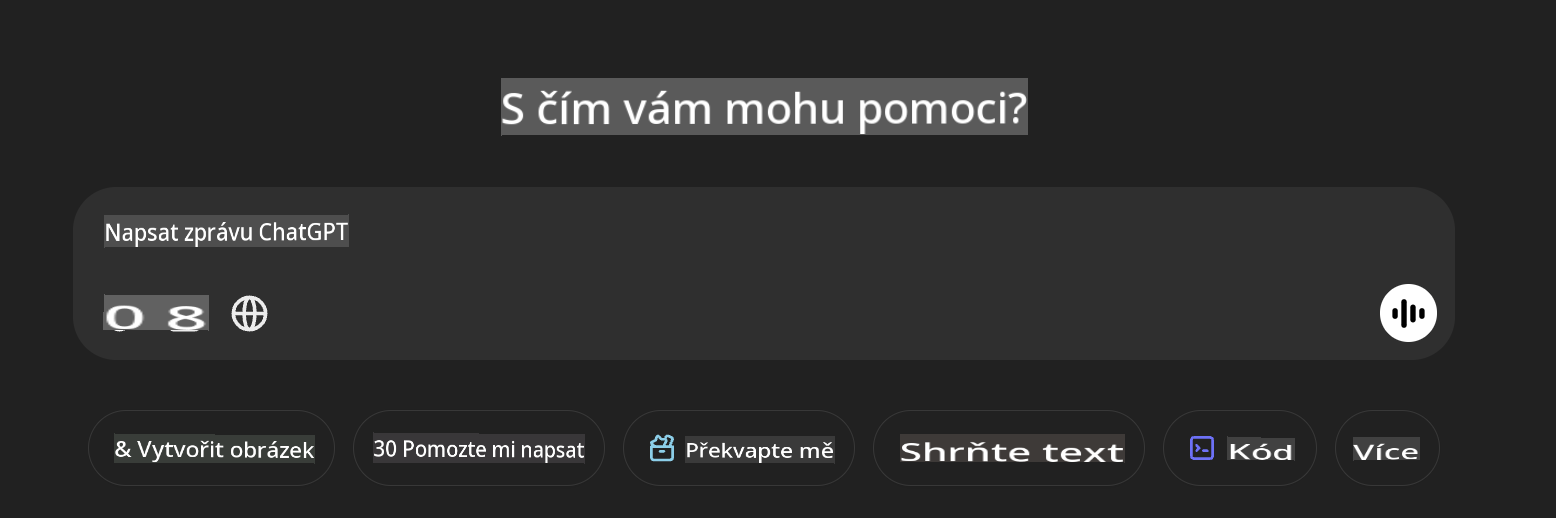 S čím vám mohu pomoci?
Napsat zprávu ChatGPT
0 8
& Vytvořit obrázek
30 Pomozte mi napsat
Překvapte mě
Shrňte text
Kód
Více